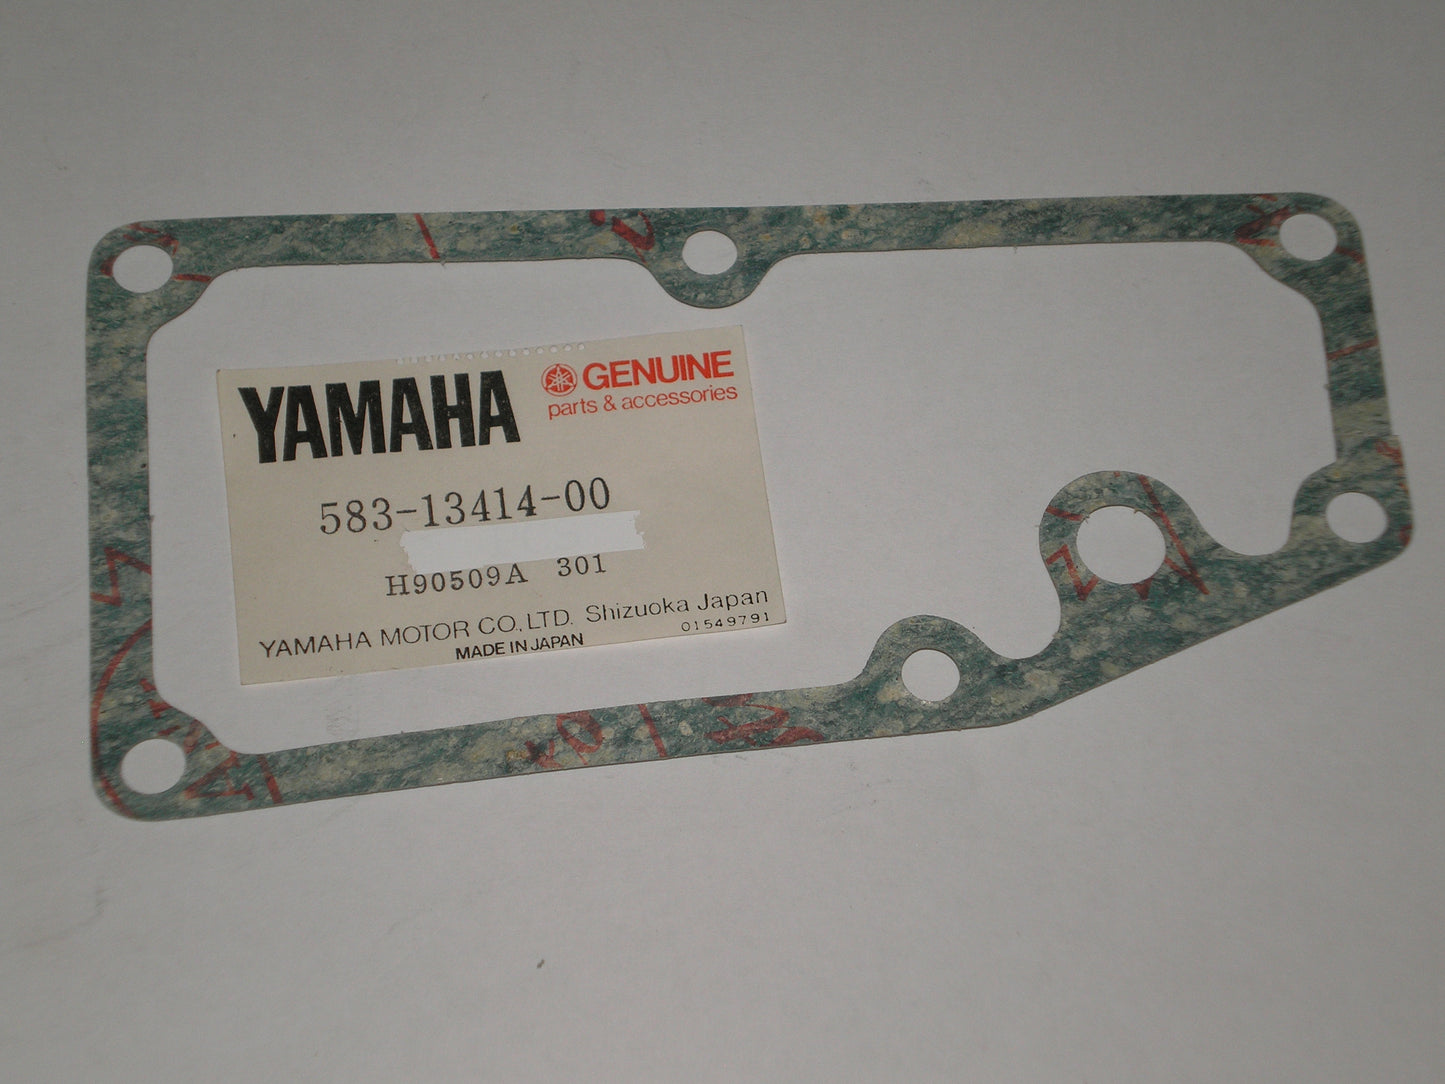 YAMAHA
GENUINE
parts & accessories
583-13414-00
H90509A 301
YAMAHA MOTOR CO., LTD. Shizuoka Japan
01549791
MADE IN JAPAN